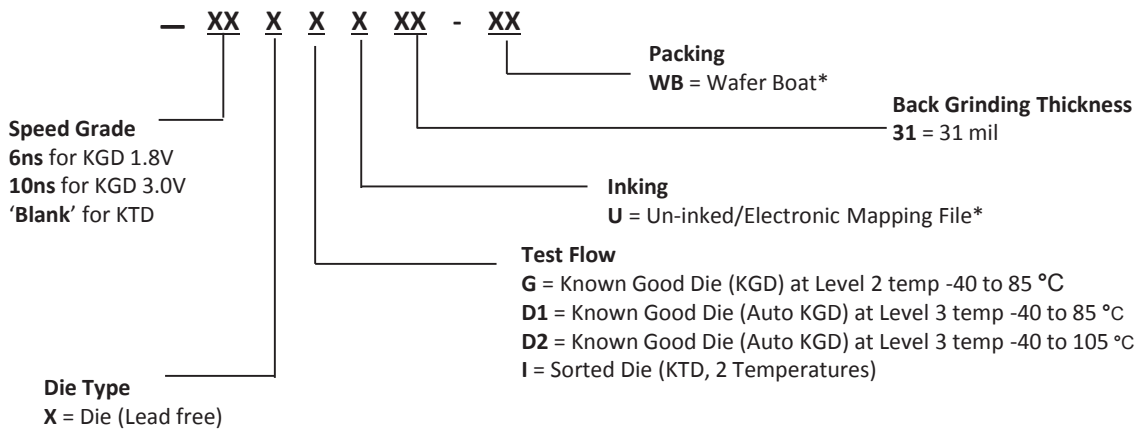 — XX X X X XX - XX
Packing
WB = Wafer Boat*
Back Grinding Thickness
31 = 31 mil
Speed Grade
6ns for KGD 1.8V
10ns for KGD 3.0V
‘Blank’ for KTD
Inking
U = Un-inked/Electronic Mapping File*
Test Flow
G = Known Good Die (KGD) at Level 2 temp -40 to 85 °C
D1 = Known Good Die (Auto KGD) at Level 3 temp -40 to 85 °C
D2 = Known Good Die (Auto KGD) at Level 3 temp -40 to 105 °C
I = Sorted Die (KTD, 2 Temperatures)
Die Type
X = Die (Lead free)